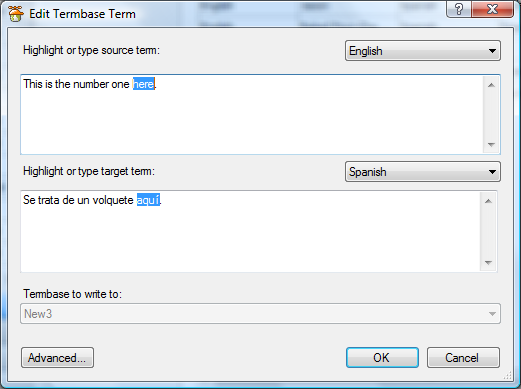 Edit Termbase Term
Highlight or type source term:
English
This is the number one here.
Highlight or type target term:
Spanish
Se trata de un volquete aquí.
Termbase to write to:
New3
Advanced...
OK
Cancel